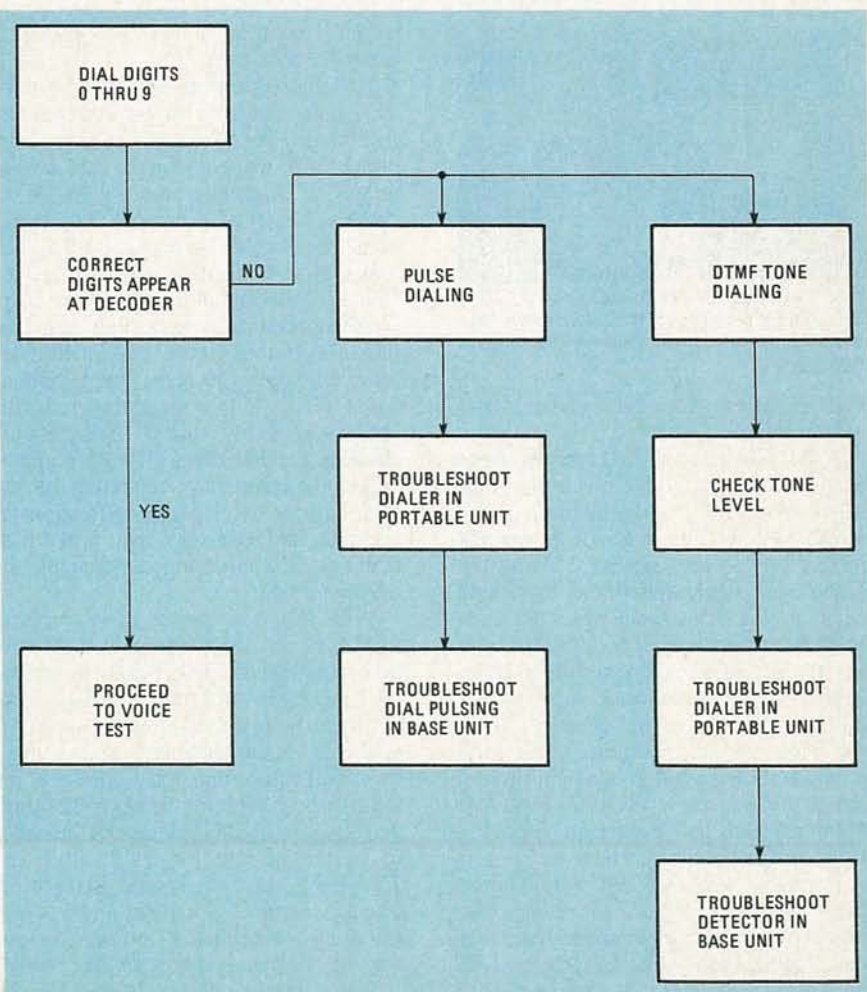 DIAL DIGITS
0 THRU 9
CORRECT
DIGITS APPEAR
AT DECODER
NO
PULSE
DIALING
DTMF TONE
DIALING
YES
TROUBLESHOOT
DIALER IN
PORTABLE UNIT
CHECK TONE
LEVEL
PROCEED
TO VOICE
TEST
TROUBLESHOOT
DIAL PULSING
IN BASE UNIT
TROUBLESHOOT
DIALER IN
PORTABLE UNIT
TROUBLESHOOT
DETECTOR IN
BASE UNIT